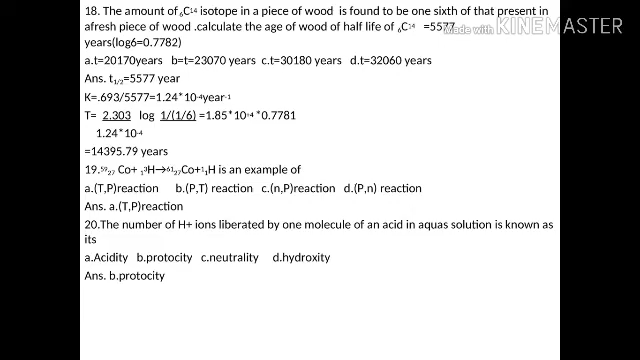 18. The amount of ₆C¹⁴ isotope in a piece of wood is found to be one sixth of that present in
afresh piece of wood .calculate the age of wood of half life of ₆C¹⁴ =5577
years(log6=0.7782)
a.t=20170years b=t=23070 years c.t=30180 years d.t=32060 years
Ans. t₁/₂=5577 year
K=.693/5577=1.24*10⁻⁴year⁻¹
T= 2.303 log 1/(1/6) =1.85*10⁺⁴ *0.7781
1.24*10⁻⁴
=14395.79 years
19.⁵⁹₂₇ Co+ ₁³H→⁶¹₂₇Co+¹₁H is an example of
a.(T,P)reaction b.(P,T) reaction c.(n,P)reaction d.(P,n) reaction
Ans. a.(T,P)reaction
20.The number of H+ ions liberated by one molecule of an acid in aquas solution is known as
its
a.Acidity b.protocity c.neutrality d.hydroxity
Ans. b.protocity
Made with KINEMASTER